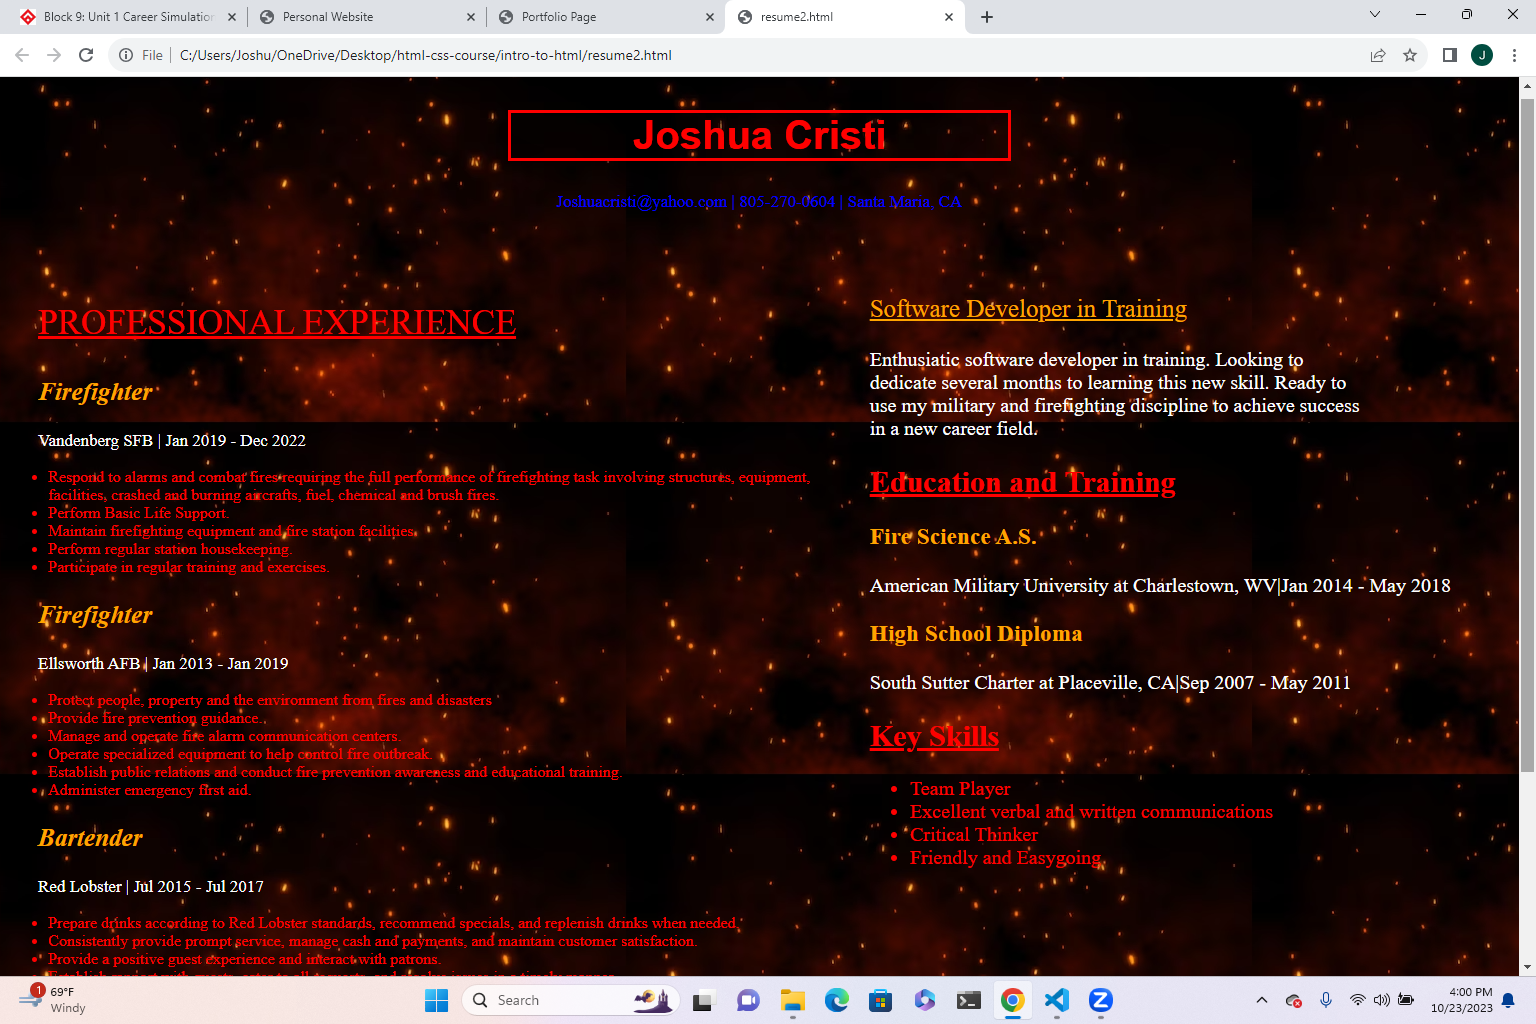 Block 9: Unit 1 Career Simulation
Personal Website
Portfolio Page
resume2.html
File
C:/Users/Joshu/OneDrive/Desktop/html-css-course/intro-to-html/resume2.html
J
Joshua Cristi
Joshuacristi@yahoo.com | 805-270-0604 | Santa Maria, CA
PROFESSIONAL EXPERIENCE
Firefighter
Vandenberg SFB | Jan 2019 - Dec 2022
Respond to alarms and combat fires requiring the full performance of firefighting task involving structures, equipment,
facilities, crashed and burning aircrafts, fuel, chemical and brush fires.
Perform Basic Life Support.
Maintain firefighting equipment and fire station facilities.
Perform regular station housekeeping.
Participate in regular training and exercises.
Firefighter
Ellsworth AFB | Jan 2013 - Jan 2019
Protect people, property and the environment from fires and disasters
Provide fire prevention guidance..
Manage and operate fire alarm communication centers.
Operate specialized equipment to help control fire outbreak.
Establish public relations and conduct fire prevention awareness and educational training.
Administer emergency first aid.
Bartender
Red Lobster | Jul 2015 - Jul 2017
Prepare drinks according to Red Lobster standards, recommend specials, and replenish drinks when needed.
Consistently provide prompt service, manage cash and payments, and maintain customer satisfaction.
Provide a positive guest experience and interact with patrons.
Software Developer in Training
Enthusiatic software developer in training. Looking to
dedicate several months to learning this new skill. Ready to
use my military and firefighting discipline to achieve success
in a new career field.
Education and Training
Fire Science A.S.
American Military University at Charlestown, WV|Jan 2014 - May 2018
High School Diploma
South Sutter Charter at Placeville, CA|Sep 2007 - May 2011
Key Skills
Team Player
Excellent verbal and written communications
Critical Thinker
Friendly and Easygoing
1
69°F
Windy
Search
Z
4:00 PM
10/23/2023